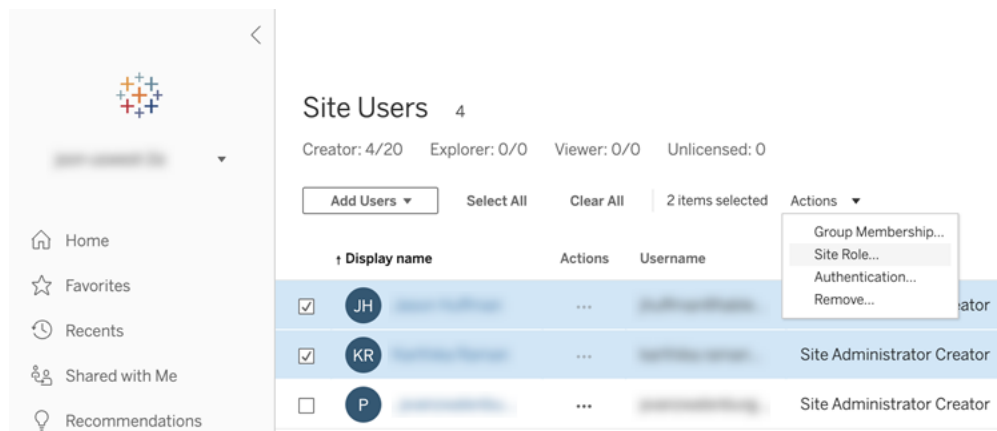 Site Users 4
Creator: 4/20 Explorer: 0/0 Viewer: 0/0 Unlicensed: 0
Add Users Select All Clear All 2 items selected Actions
Group Membership...
Site Role...
Authentication...
Remove...
Home
Favorites
Recents
Shared with Me
Recommendations
↑ Display name Actions Username
JH ... eator
KR ... Site Administrator Creator
P ... Site Administrator Creator